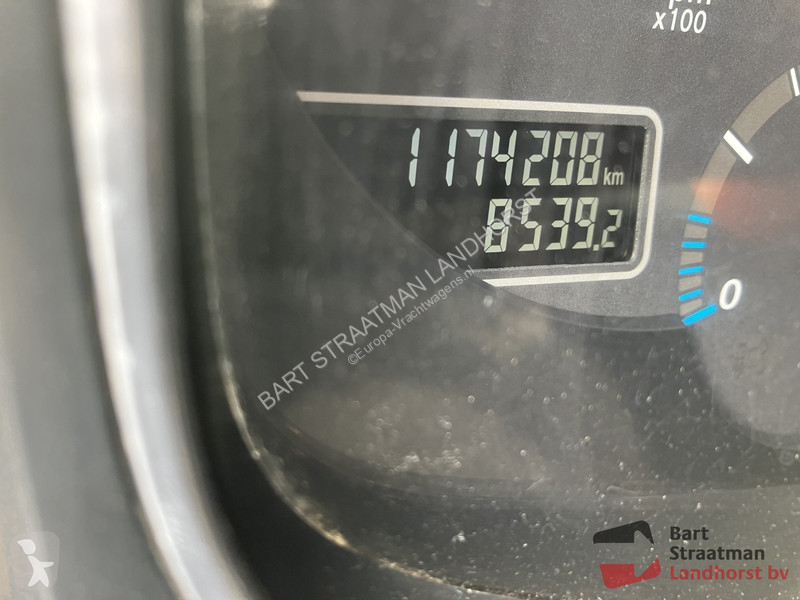 x100
1174208 km
8539.2
0
BART STRAATMAN LANDHORST
©Europa-Vrachtwagens.nl
Bart
Straatman
Landhorst bv